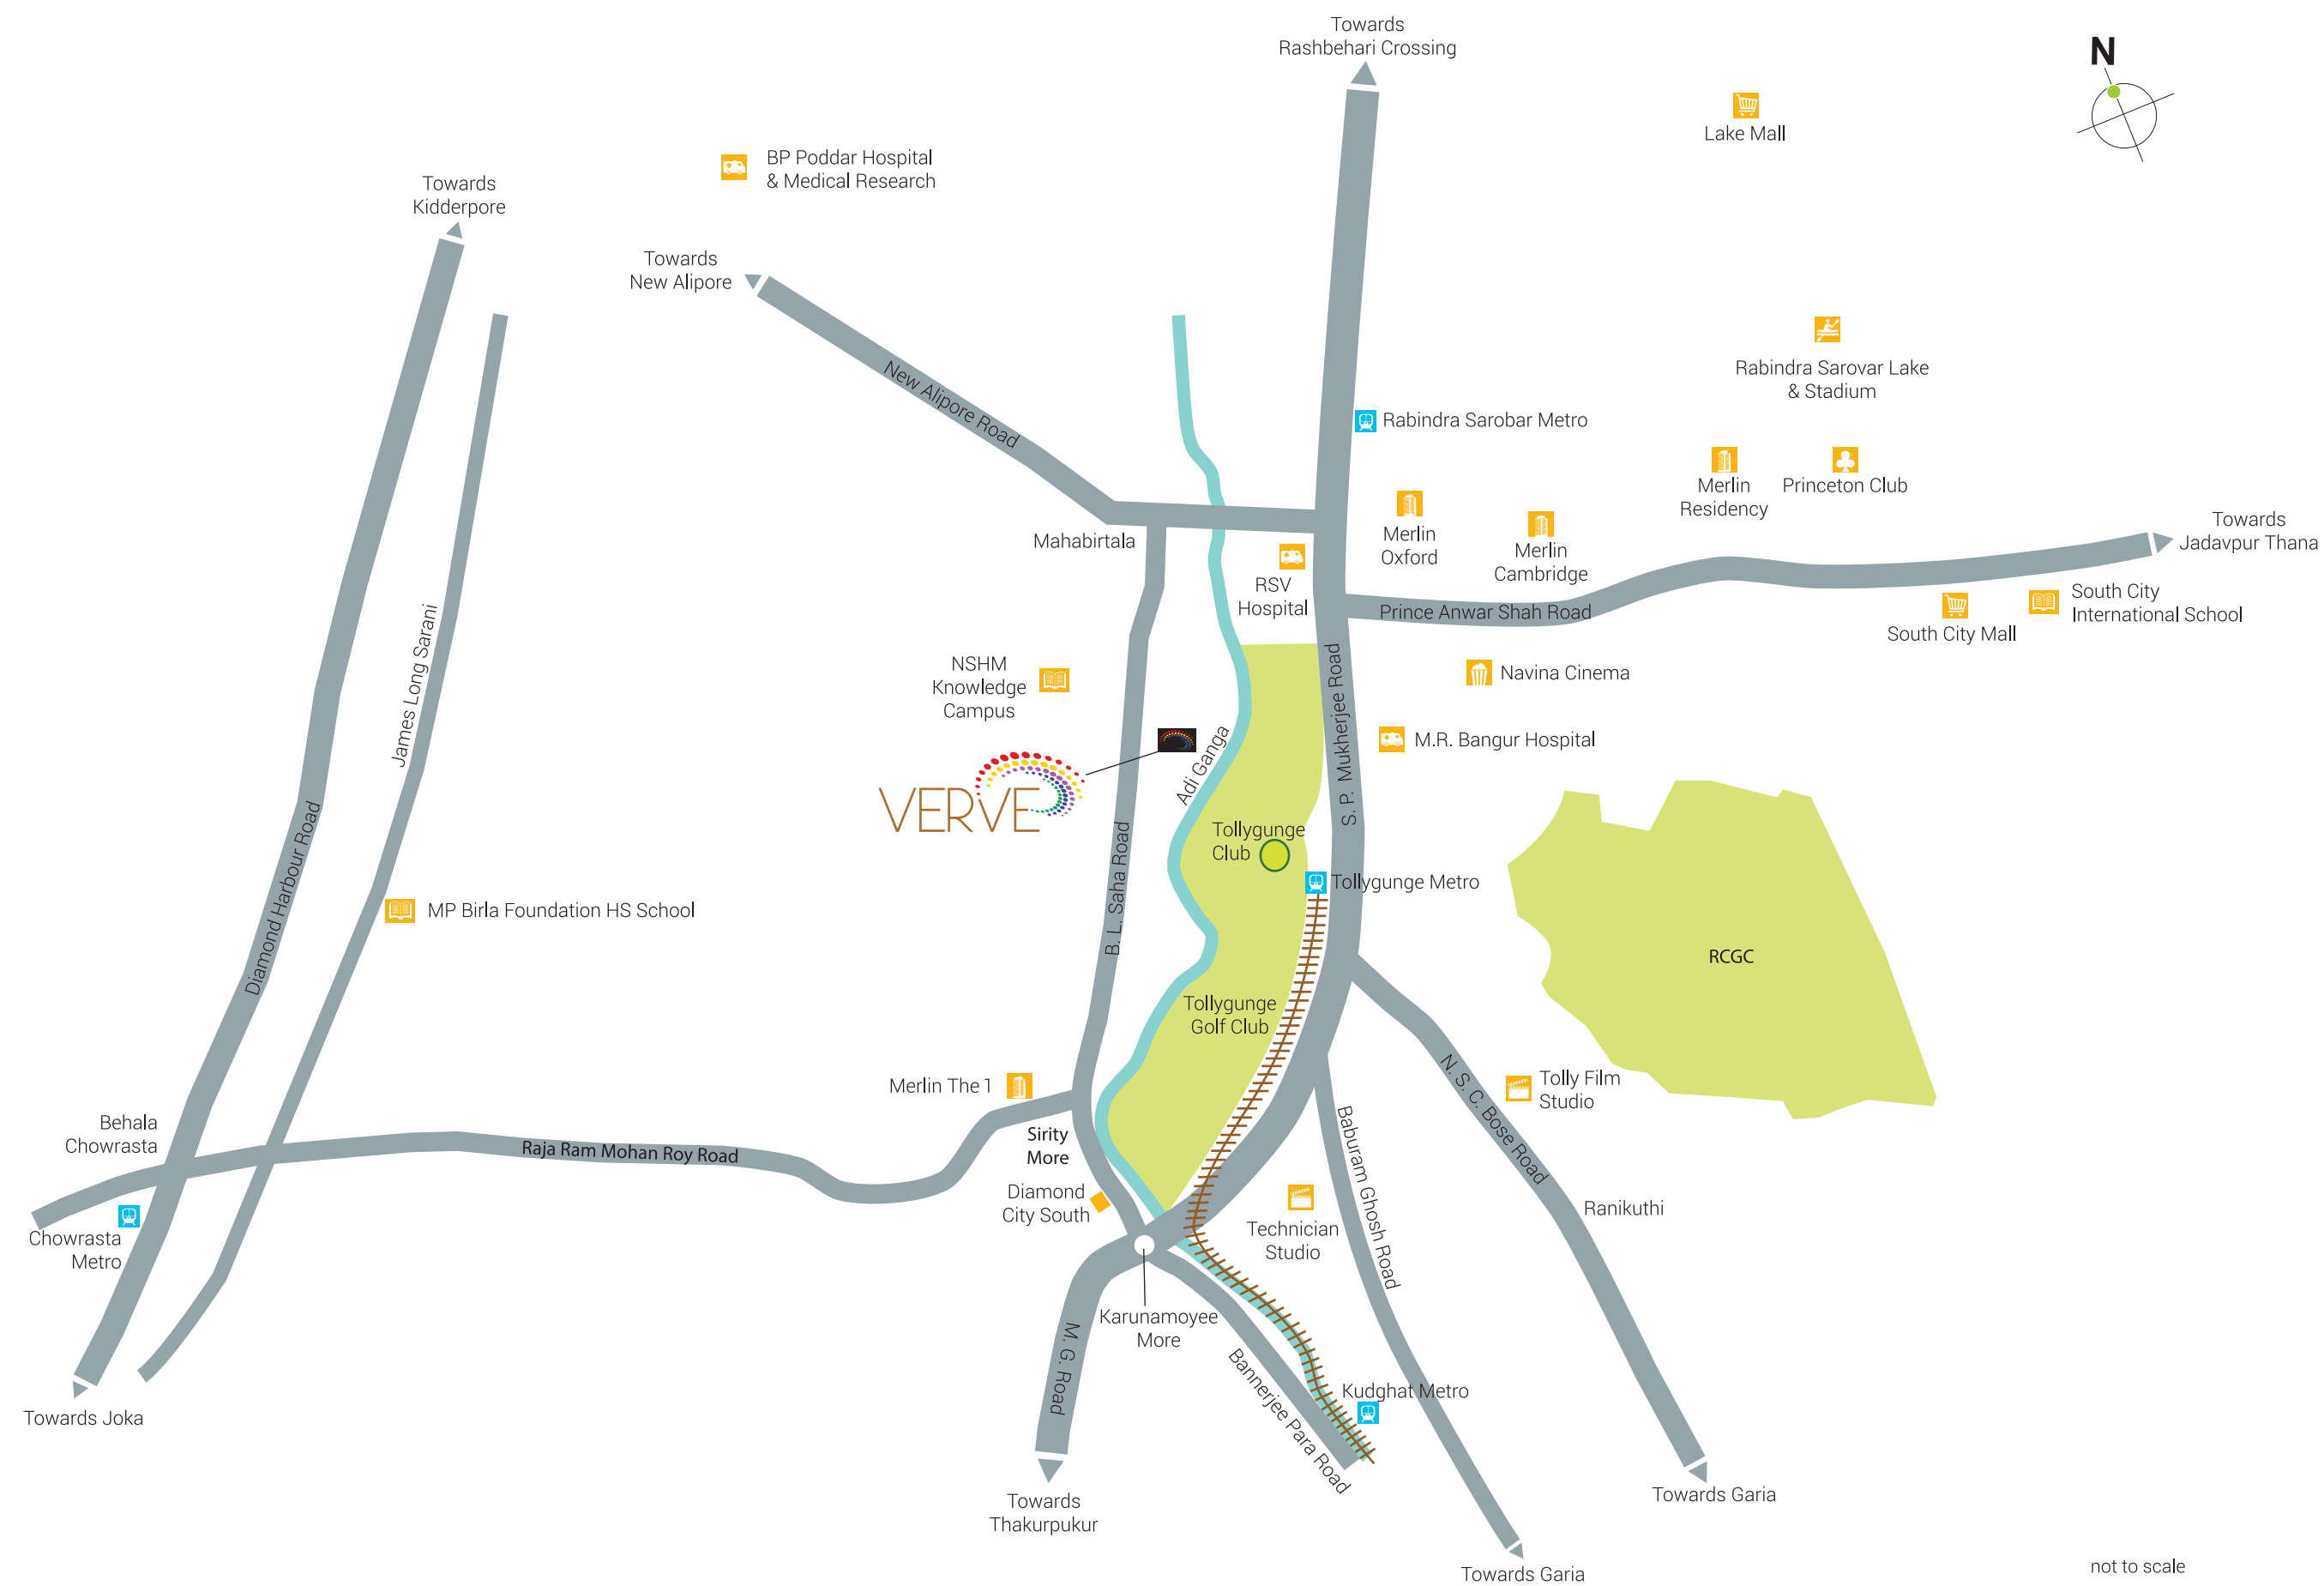 Towards
Rashbehari Crossing
N
Lake Mall
BP Poddar Hospital
& Medical Research
Towards
Kidderpore
Towards
New Alipore
New Alipore Road
Rabindra Sarovar Lake
& Stadium
Rabindra Sarobar Metro
Merlin
Residency
Princeton Club
Merlin
Oxford
Merlin
Cambridge
Towards
Jadavpur Thana
Mahabirtala
RSV
Hospital
Prince Anwar Shah Road
South City
International School
South City Mall
James Long Sarani
NSHM
Knowledge
Campus
Navina Cinema
S. P. Mukherjee Road
M.R. Bangur Hospital
Adi Ganga
VERVE
Diamond Harbour Road
B. L. Saha Road
Tollygunge
Club
Tollygunge Metro
MP Birla Foundation HS School
RCGC
Tollygunge
Golf Club
Merlin The 1
N. S. C. Bose Road
Tolly Film
Studio
Behala
Chowrasta
Raja Ram Mohan Roy Road
Sirity
More
Baburam Ghosh Road
Diamond
City South
Technician
Studio
Ranikuthi
Chowrasta
Metro
Karunamoyee
More
M. G. Road
Bannerjee Para Road
Kudghat Metro
Towards Joka
Towards
Thakurpukur
Towards Garia
Towards Garia
not to scale